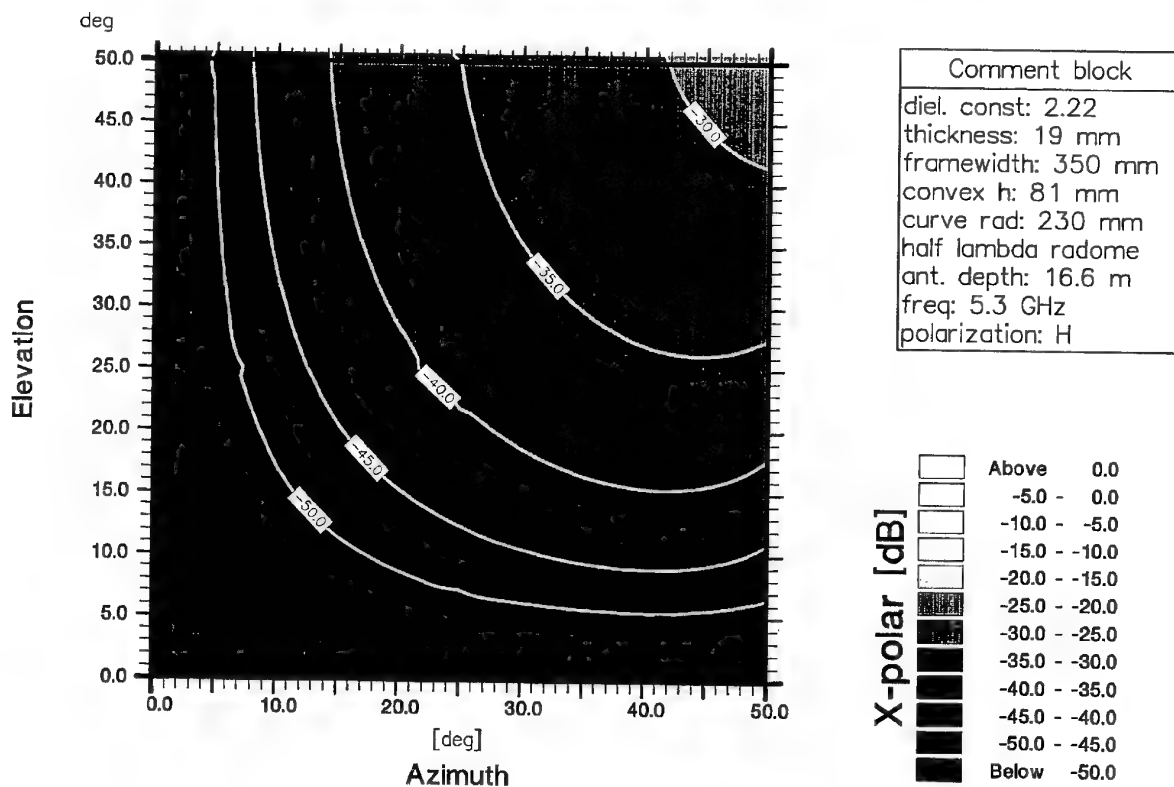 deg
50.0
45.0
40.0
35.0
30.0
25.0
20.0
15.0
10.0
5.0
0.0
Elevation
0.0 10.0 20.0 30.0 40.0 50.0
[deg]
Azimuth
-30.0
-35.0
-40.0
-45.0
-50.0
Comment block
diel. const: 2.22
thickness: 19 mm
framewidth: 350 mm
convex h: 81 mm
curve rad: 230 mm
half lambda radome
ant. depth: 16.6 m
freq: 5.3 GHz
polarization: H
X-polar [dB]
Above 0.0
-5.0 - 0.0
-10.0 - -5.0
-15.0 - -10.0
-20.0 - -15.0
-25.0 - -20.0
-30.0 - -25.0
-35.0 - -30.0
-40.0 - -35.0
-45.0 - -40.0
-50.0 - -45.0
Below -50.0